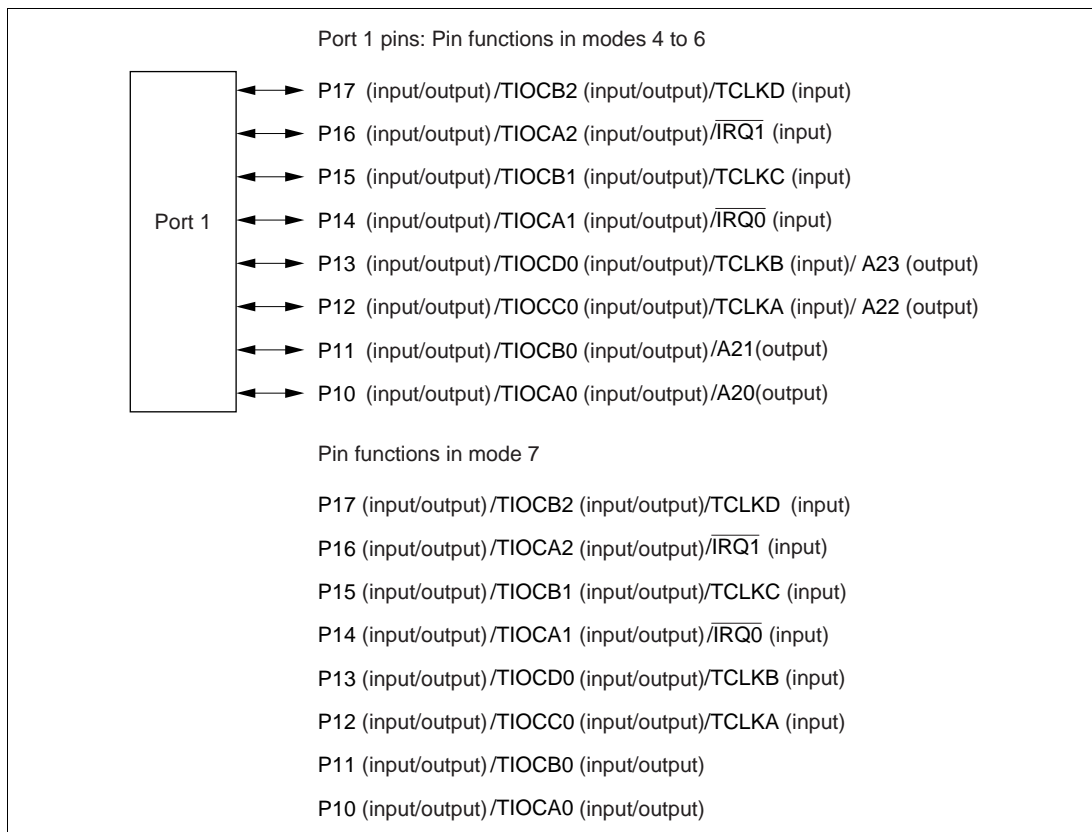 Port 1 pins: Pin functions in modes 4 to 6
Port 1
P17 (input/output)/TIOCB2 (input/output)/TCLKD (input)
P16 (input/output)/TIOCA2 (input/output)/I̅R̅Q̅1̅ (input)
P15 (input/output)/TIOCB1 (input/output)/TCLKC (input)
P14 (input/output)/TIOCA1 (input/output)/I̅R̅Q̅0̅ (input)
P13 (input/output)/TIOCD0 (input/output)/TCLKB (input)/ A23 (output)
P12 (input/output)/TIOCC0 (input/output)/TCLKA (input)/ A22 (output)
P11 (input/output)/TIOCB0 (input/output)/A21(output)
P10 (input/output)/TIOCA0 (input/output)/A20(output)
Pin functions in mode 7
P17 (input/output)/TIOCB2 (input/output)/TCLKD (input)
P16 (input/output)/TIOCA2 (input/output)/I̅R̅Q̅1̅ (input)
P15 (input/output)/TIOCB1 (input/output)/TCLKC (input)
P14 (input/output)/TIOCA1 (input/output)/I̅R̅Q̅0̅ (input)
P13 (input/output)/TIOCD0 (input/output)/TCLKB (input)
P12 (input/output)/TIOCC0 (input/output)/TCLKA (input)
P11 (input/output)/TIOCB0 (input/output)
P10 (input/output)/TIOCA0 (input/output)